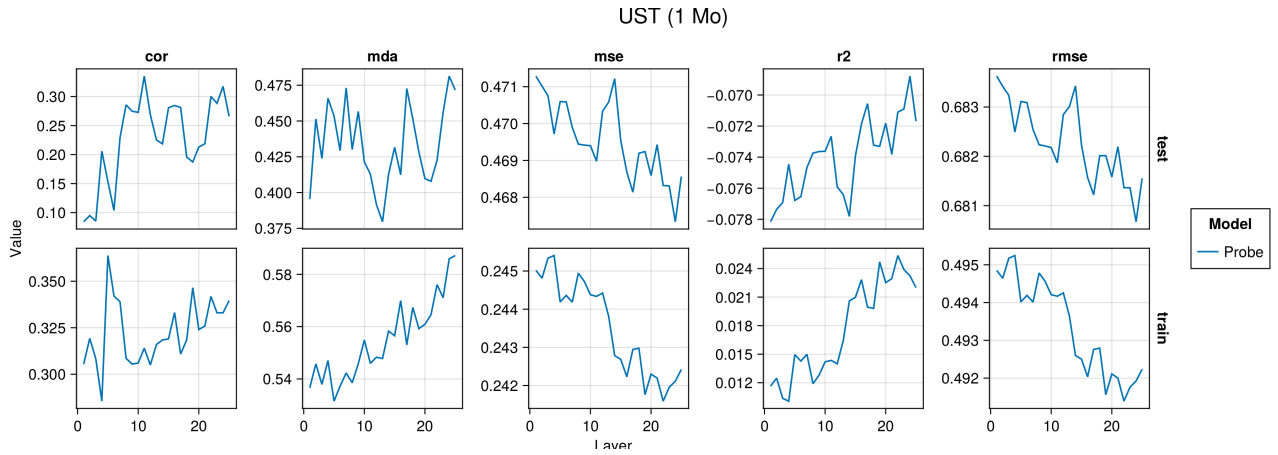 UST (1 Mo)
cor mda mse r2 rmse
0.30 0.25 0.20 0.15 0.10
0.475 0.450 0.425 0.400 0.375
0.471 0.470 0.469 0.468
−0.070 −0.072 −0.074 −0.076 −0.078
0.683 0.682 0.681
test
Value
Model
Probe
0.350 0.325 0.300
0.58 0.56 0.54
0.245 0.244 0.243 0.242
0.024 0.021 0.018 0.015 0.012
0.495 0.494 0.493 0.492
train
0 10 20 0 10 20 0 10 20 0 10 20 0 10 20
Layer